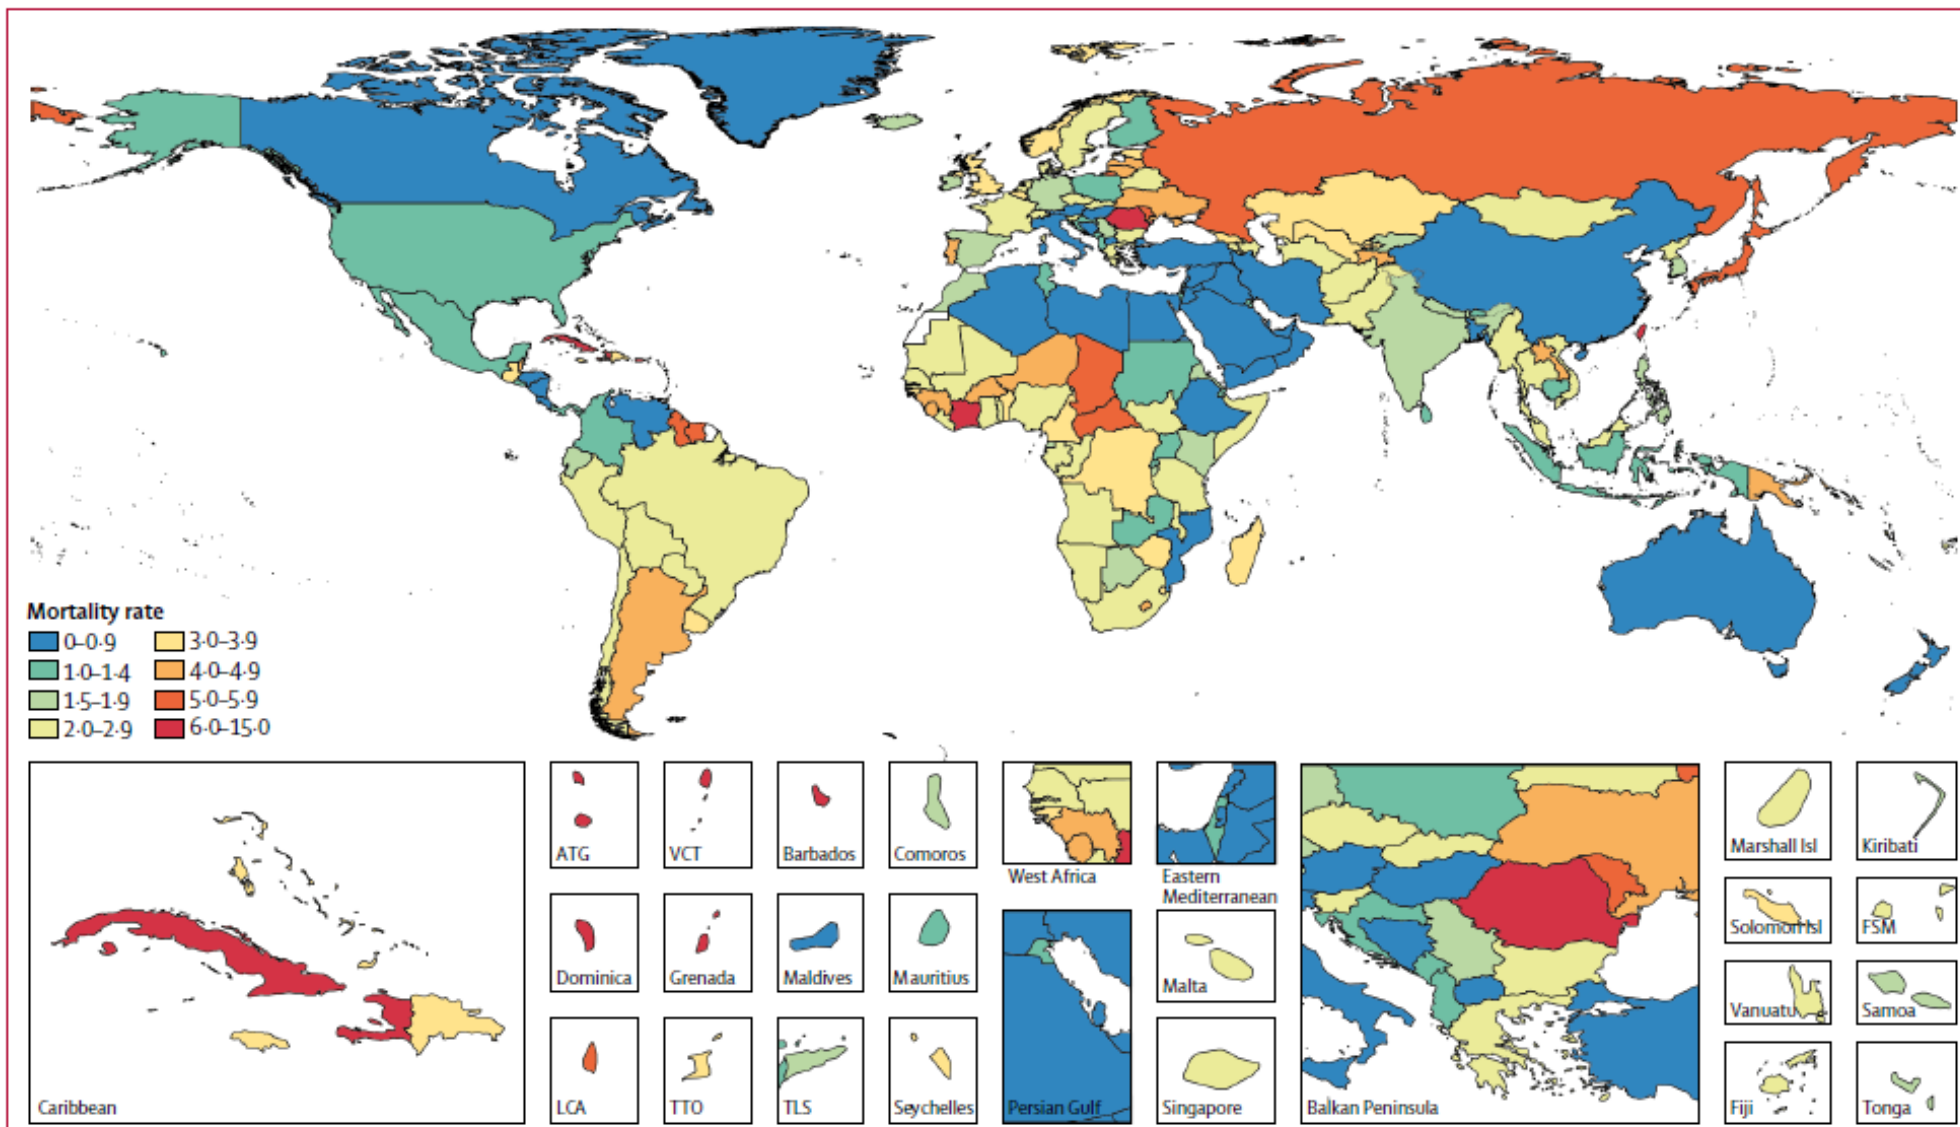 Mortality rate
0–0·9
1·0–1·4
1·5–1·9
2·0–2·9
3·0–3·9
4·0–4·9
5·0–5·9
6·0–15·0
Caribbean
ATG
VCT
Barbados
Comoros
West Africa
Eastern
Mediterranean
Dominica
Grenada
Maldives
Mauritius
Malta
LCA
TTO
TLS
Seychelles
Persian Gulf
Singapore
Balkan Peninsula
Marshall Isl
Kiribati
Solomon Isl
FSM
Vanuatu
Samoa
Fiji
Tonga